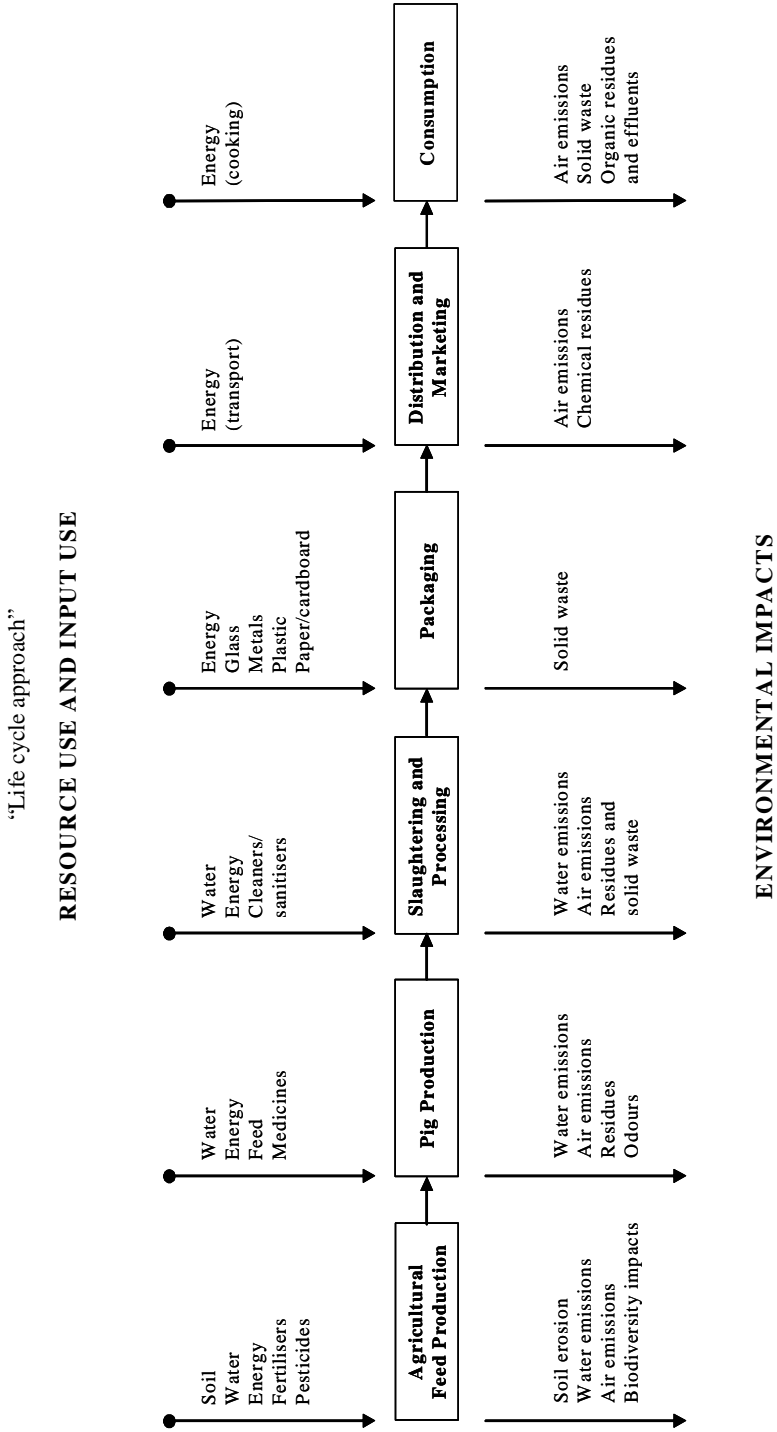 “Life cycle approach”
RESOURCE USE AND INPUT USE
Soil
Water
Energy
Fertilisers
Pesticides
Water
Energy
Feed
Medicines
Water
Energy
Cleaners/
sanitisers
Energy
Glass
Metals
Plastic
Paper/cardboard
Energy
(transport)
Energy
(cooking)
Agricultural
Feed Production
Pig Production
Slaughtering and
Processing
Packaging
Distribution and
Marketing
Consumption
Soil erosion
Water emissions
Air emissions
Biodiversity impacts
Water emissions
Air emissions
Residues
Odours
Water emissions
Air emissions
Residues and
solid waste
Solid waste
Air emissions
Chemical residues
Air emissions
Solid waste
Organic residues
and effluents
ENVIRONMENTAL IMPACTS